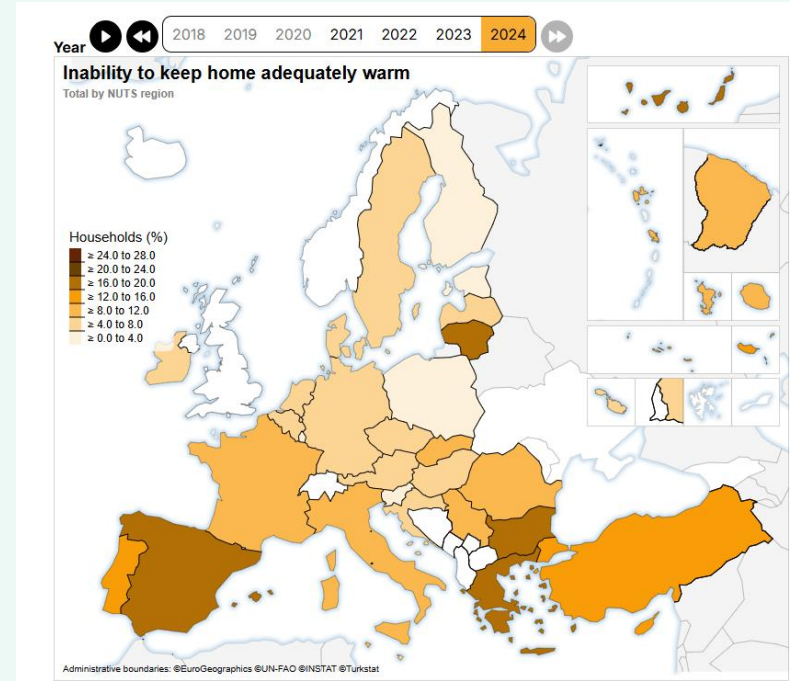 Year 2018 2019 2020 2021 2022 2023 2024
Inability to keep home adequately warm
Total by NUTS region
Households (%)
≥ 24.0 to 28.0
≥ 20.0 to 24.0
≥ 16.0 to 20.0
≥ 12.0 to 16.0
≥ 8.0 to 12.0
≥ 4.0 to 8.0
≥ 0.0 to 4.0
Administrative boundaries: ©EuroGeographics ©UN-FAO ©INSTAT ©Turkstat